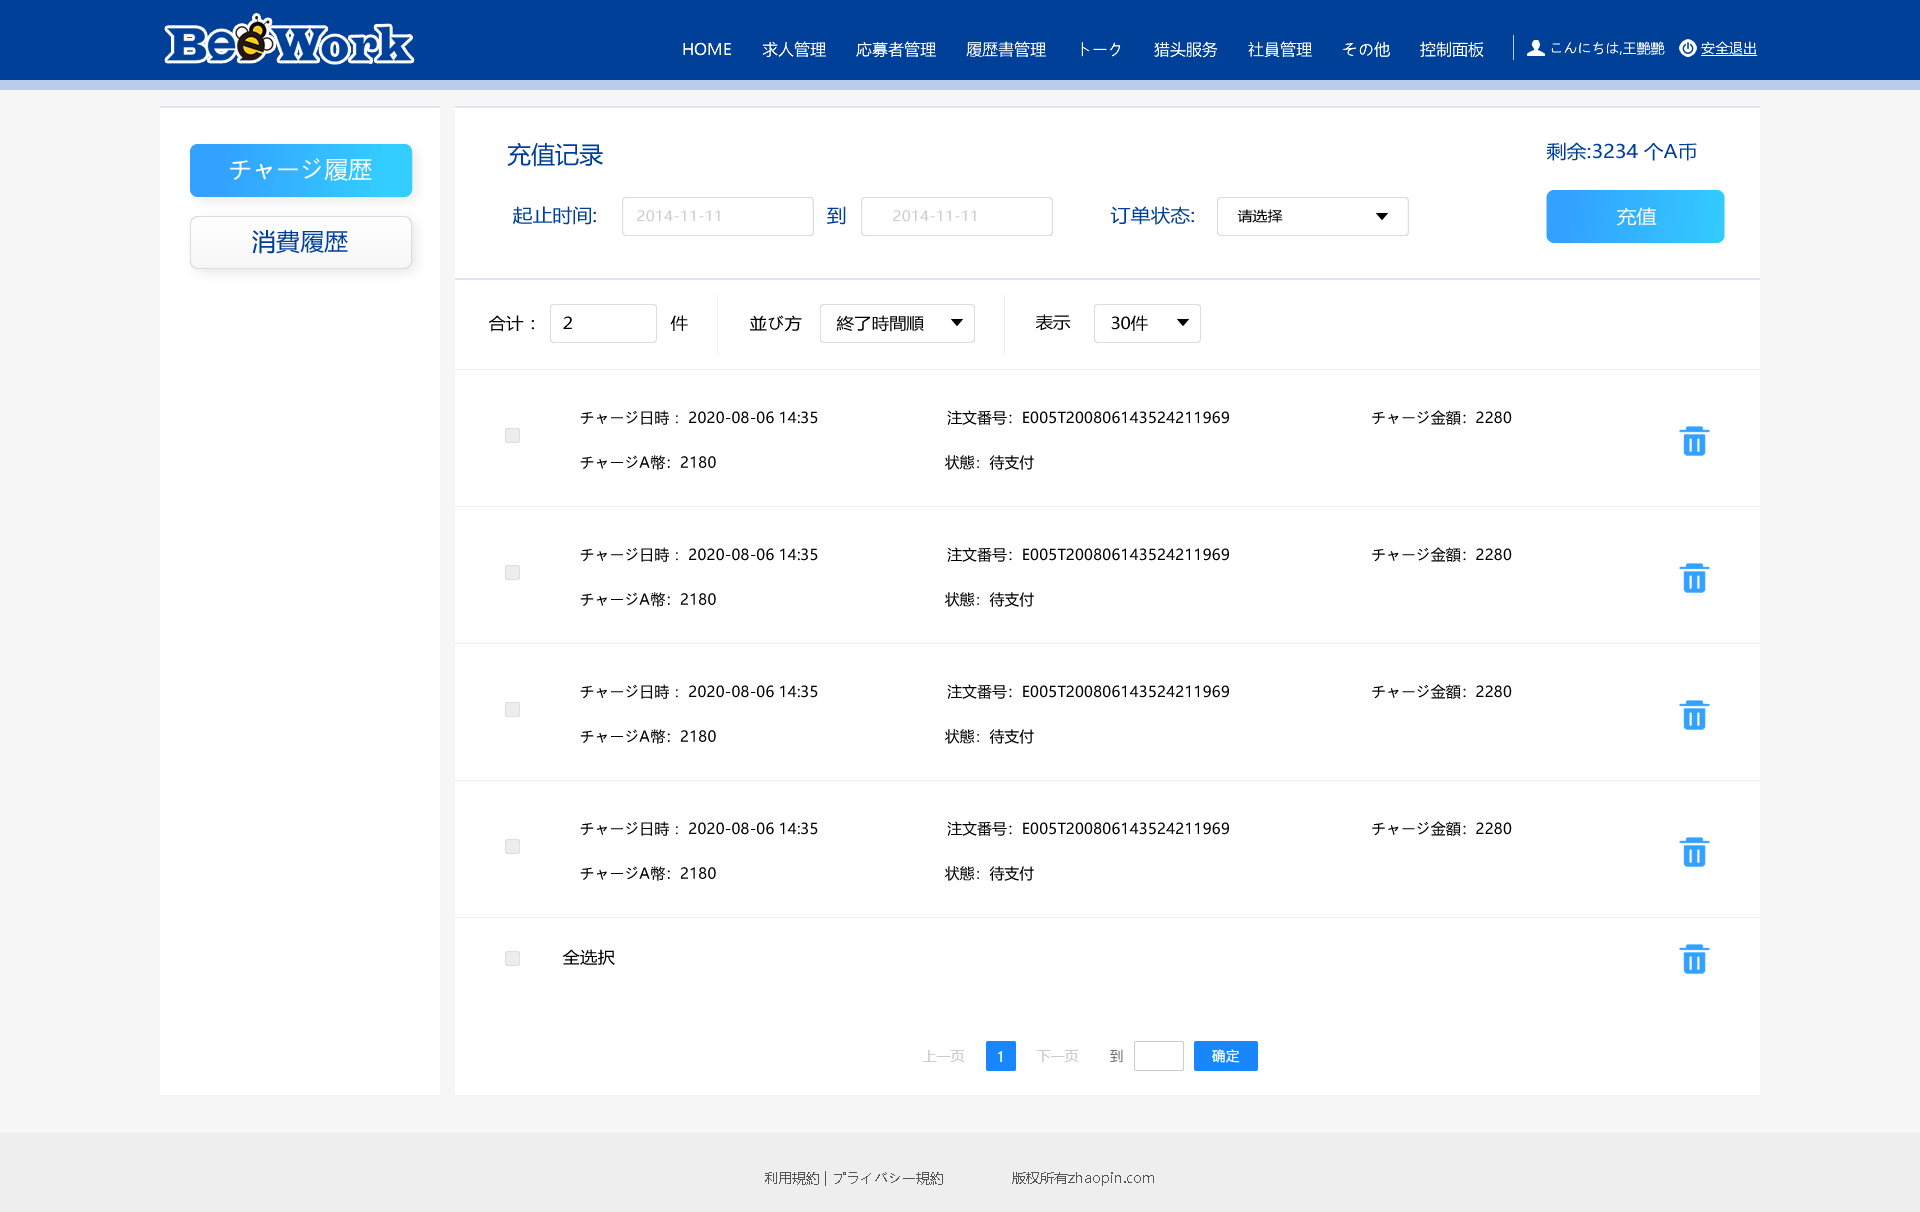 BeeWork
HOME 求人管理 応募者管理 履歴書管理 トーク 猎头服务 社員管理 その他 控制面板 こんにちは,王艷艷 安全退出
チャージ履歴
消費履歴
充值记录
剩余:3234 个A币
起止时间: 2014-11-11 到 2014-11-11 订单状态: 请选择
充值
合计： 2 件 並び方 終了時間順 表示 30件
チャージ日時： 2020-08-06 14:35 注文番号: E005T200806143524211969 チャージ金額: 2280
チャージA幣: 2180 状態: 待支付
チャージ日時： 2020-08-06 14:35 注文番号: E005T200806143524211969 チャージ金額: 2280
チャージA幣: 2180 状態: 待支付
チャージ日時： 2020-08-06 14:35 注文番号: E005T200806143524211969 チャージ金額: 2280
チャージA幣: 2180 状態: 待支付
チャージ日時： 2020-08-06 14:35 注文番号: E005T200806143524211969 チャージ金額: 2280
チャージA幣: 2180 状態: 待支付
全选択
上一页 1 下一页 到 确定
利用規約 | プライバシー規約 版权所有zhaopin.com